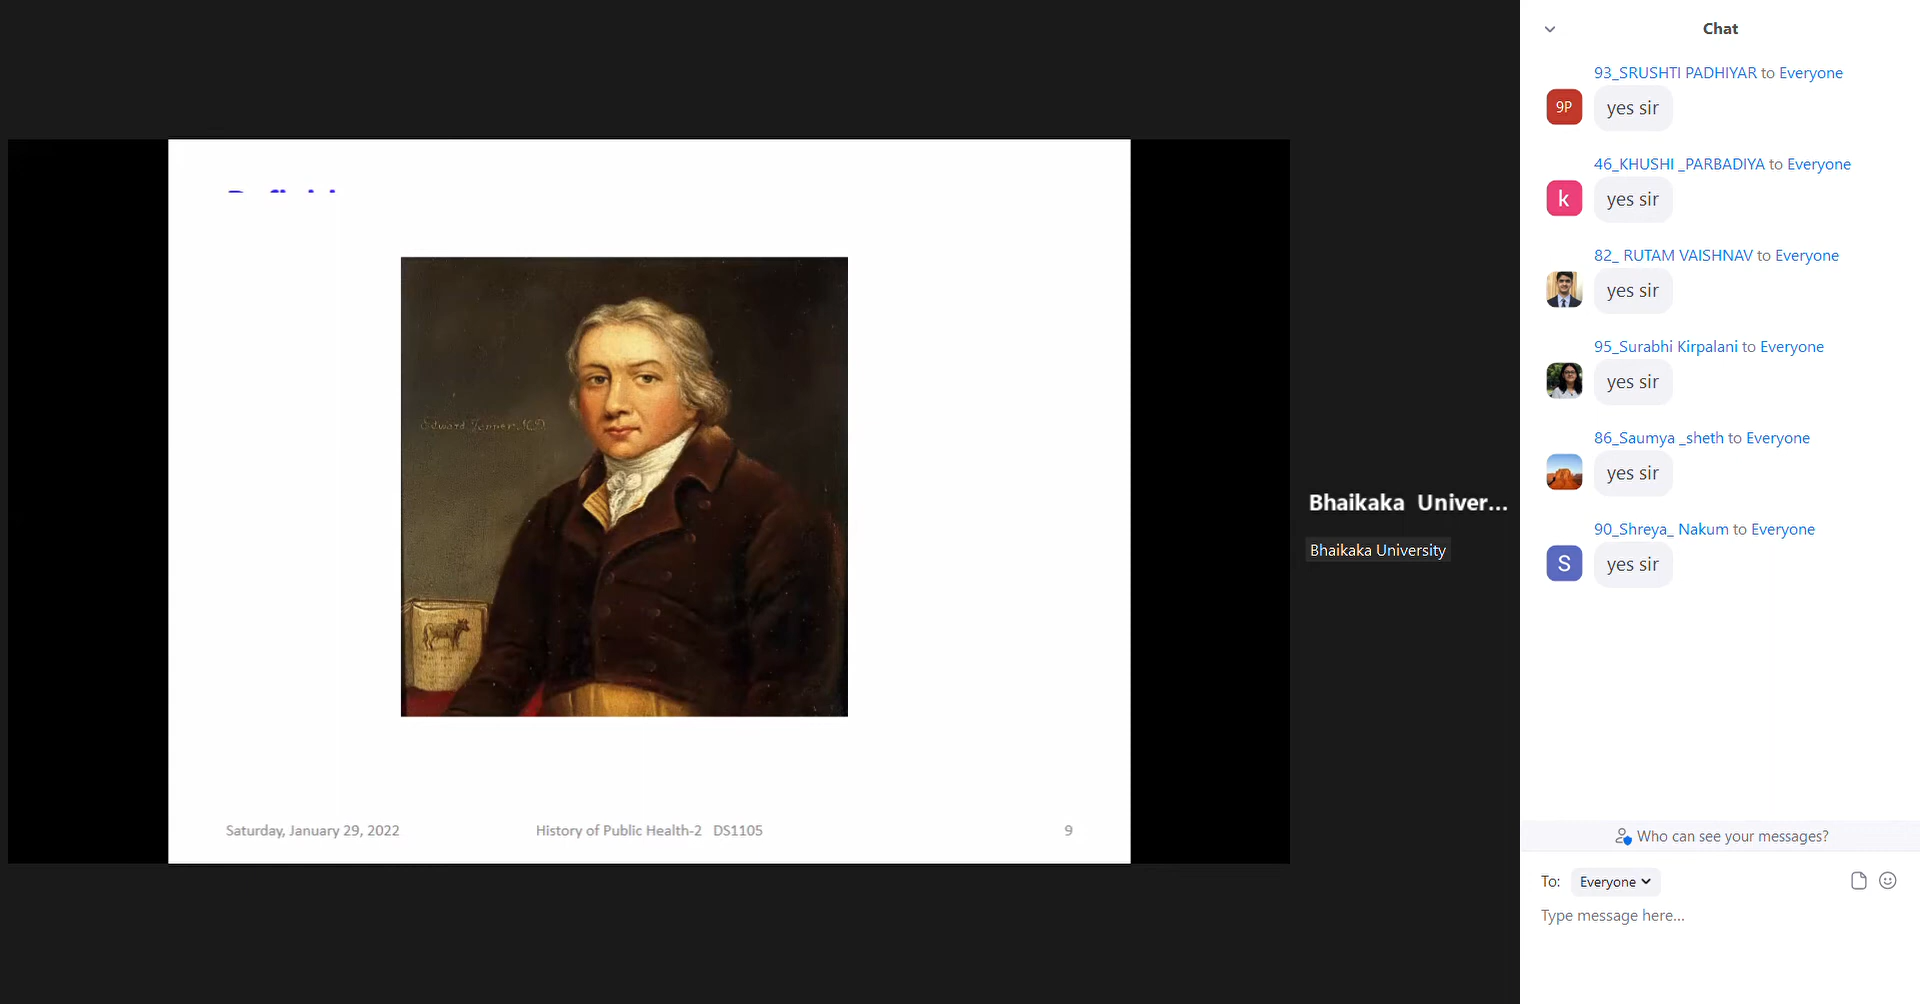 Edward Jenner. M.D.
Saturday, January 29, 2022
History of Public Health-2 DS1105
9
Bhaikaka Univer...
Bhaikaka University
Chat
93_SRUSHTI PADHIYAR to Everyone
9P
yes sir
46_KHUSHI _PARBADIYA to Everyone
k
yes sir
82_ RUTAM VAISHNAV to Everyone
yes sir
95_Surabhi Kirpalani to Everyone
yes sir
86_Saumya _sheth to Everyone
yes sir
90_Shreya_ Nakum to Everyone
S
yes sir
Who can see your messages?
To: Everyone
Type message here...